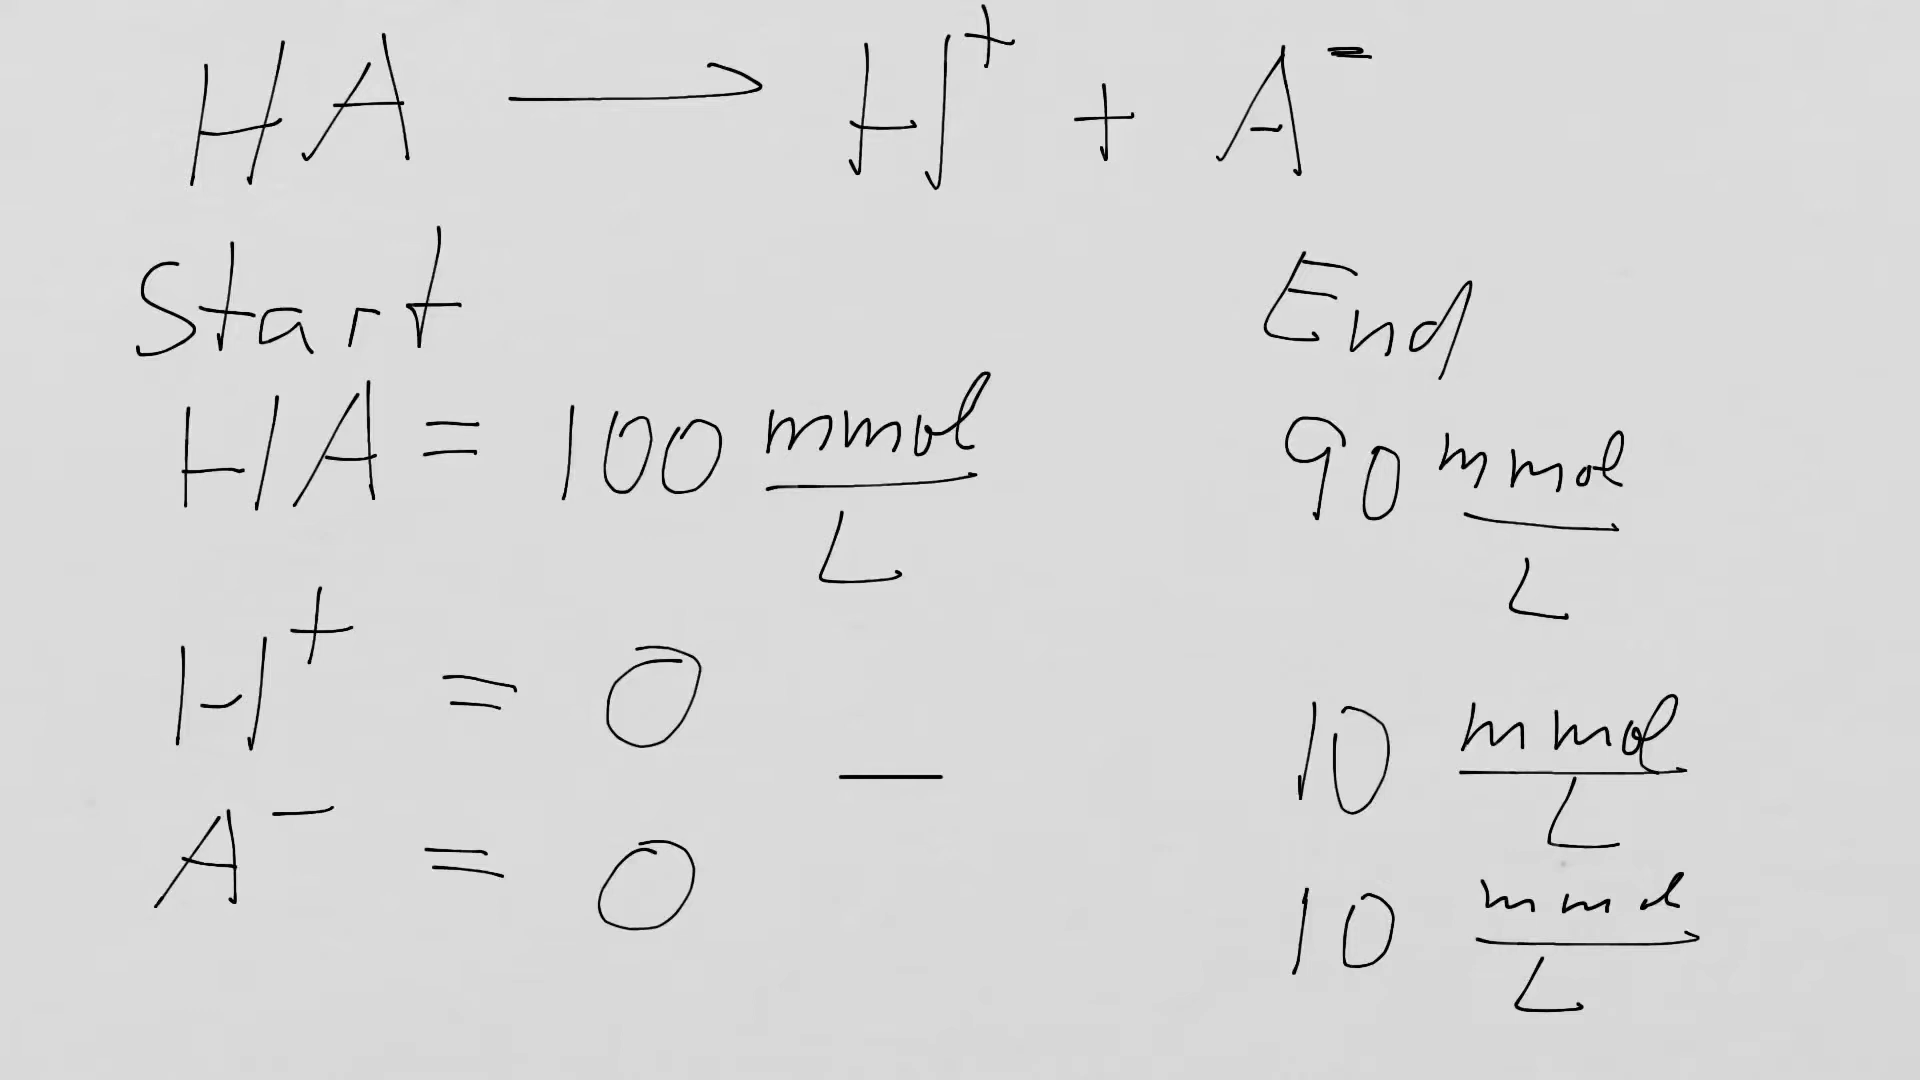 HA → H⁺ + A⁻
Start End
HA = 100 mmol/L 90 mmol/L
H⁺ = 0 10 mmol/L
A⁻ = 0 10 mmol/L